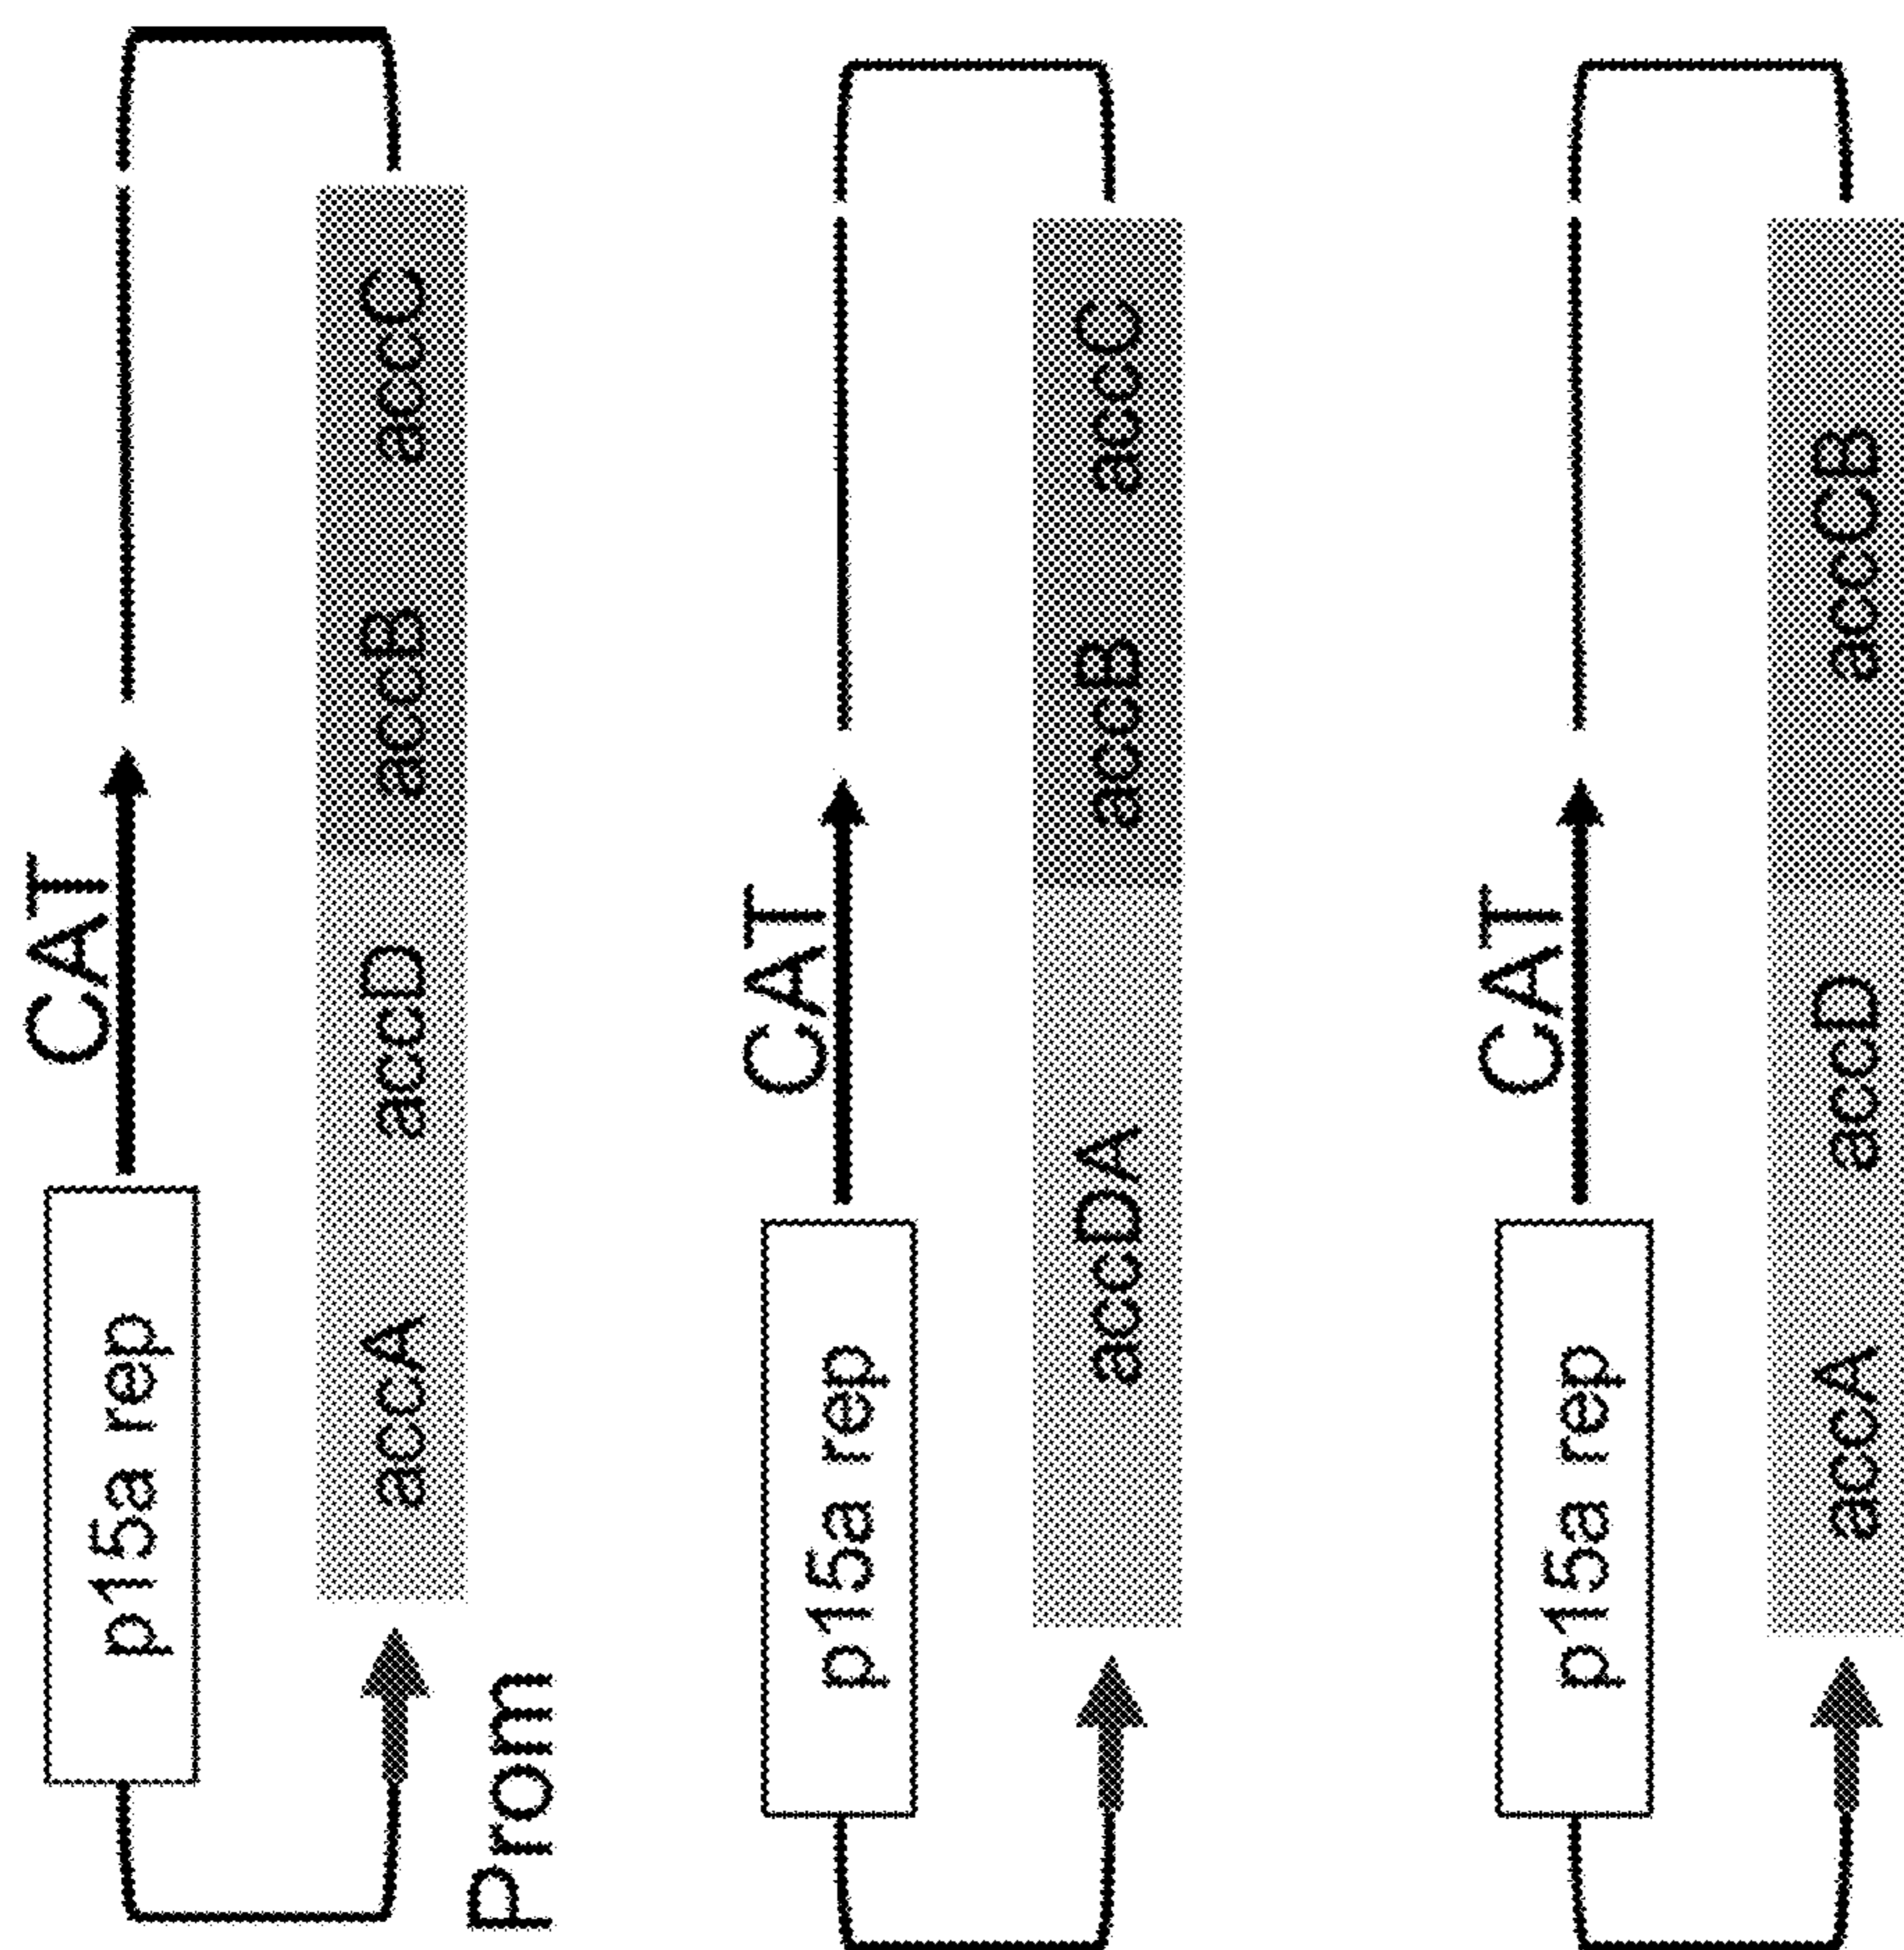 CAT
p15a rep
accA accD accB accC
Prom
CAT
p15a rep
accDA accB accC
CAT
p15a rep
accA accD accCB